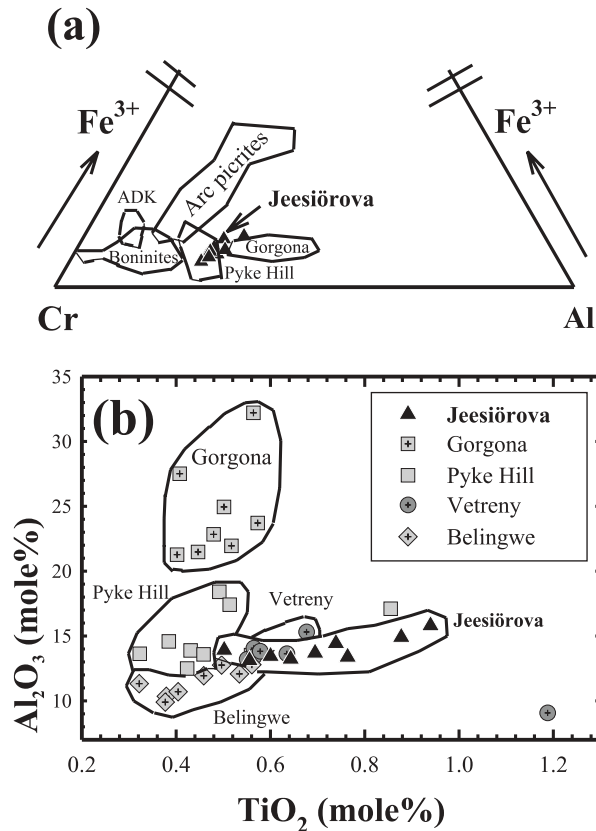 (a)
Fe³⁺ Fe³⁺
Arc picrites
ADK
Jeesiörova
Boninites
Gorgona
Pyke Hill
Cr Al
(b)
35
30
25
20
15
10
Al₂O₃ (mole%)
Jeesiörova
Gorgona
Pyke Hill
Vetreny
Belingwe
Gorgona
Pyke Hill
Vetreny
Jeesiörova
Belingwe
0.2 0.4 0.6 0.8 1.0 1.2
TiO₂ (mole%)